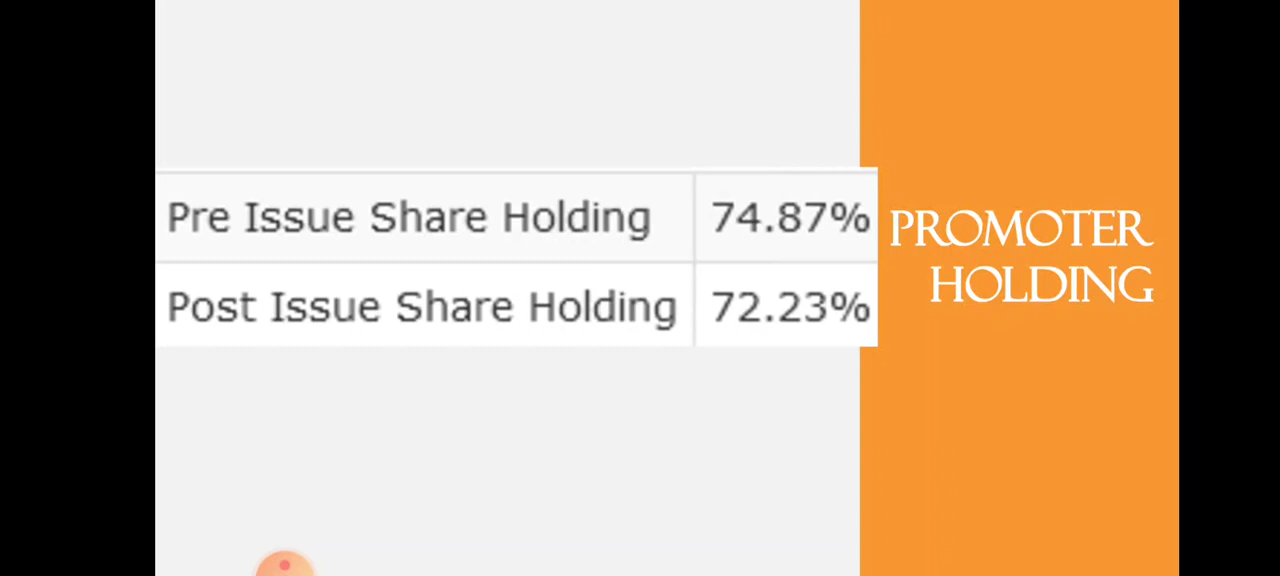 Pre Issue Share Holding 74.87%
Post Issue Share Holding 72.23%
PROMOTER
HOLDING